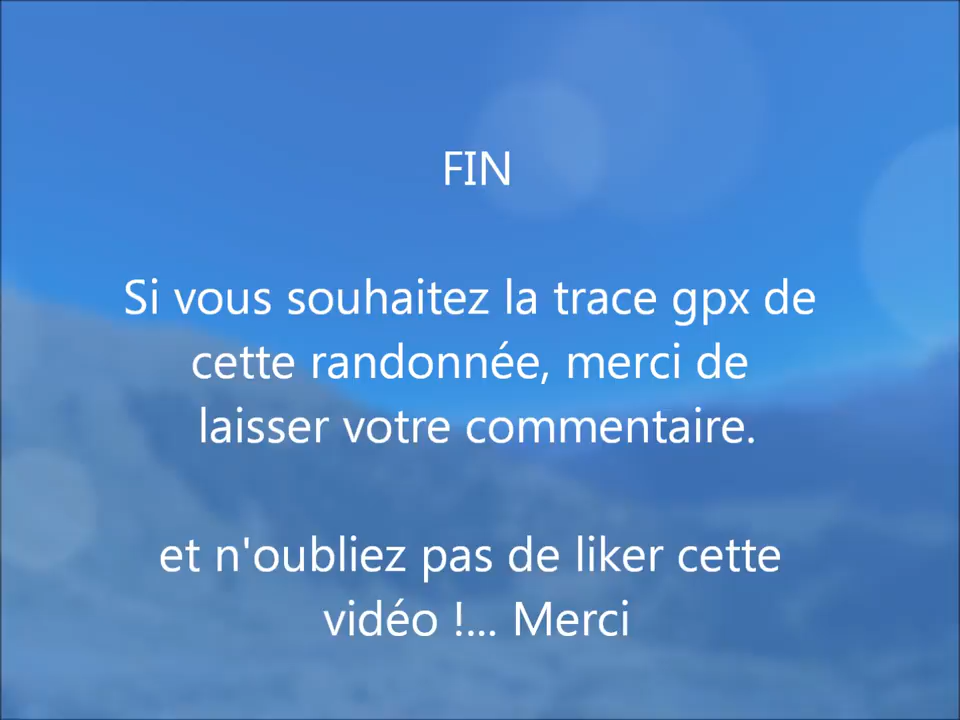 FIN
Si vous souhaitez la trace gpx de
cette randonnée, merci de
laisser votre commentaire.
et n'oubliez pas de liker cette
vidéo !... Merci